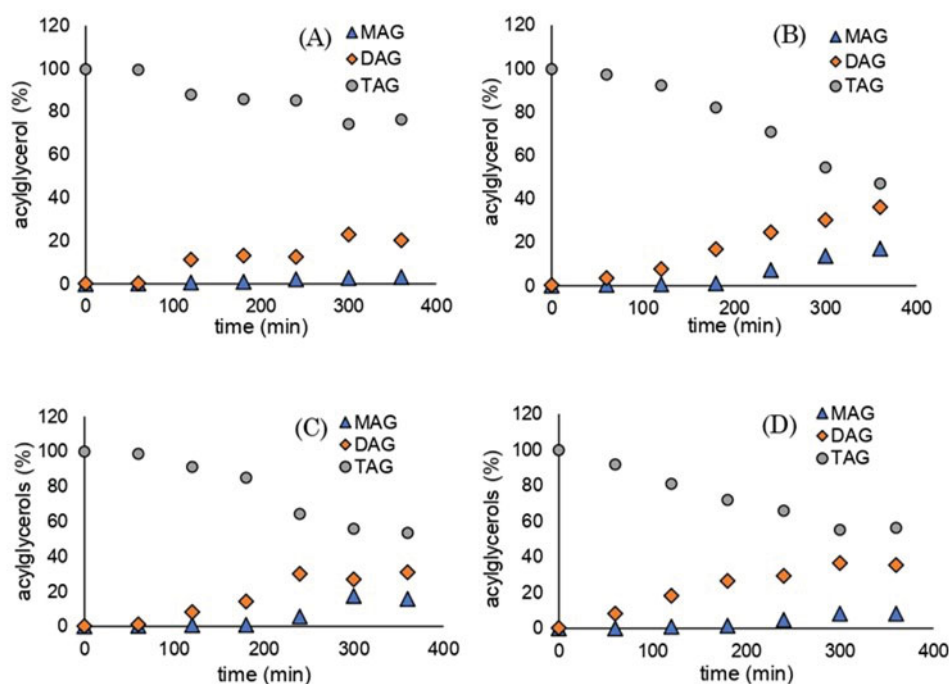 120
100
80
60
40
20
0
acylglycerol (%)
(A)
MAG
DAG
TAG
0 100 200 300 400
time (min)
120
100
80
60
40
20
0
acylglycerol (%)
(B)
MAG
DAG
TAG
0 100 200 300 400
time (min)
120
100
80
60
40
20
0
acylglycerols (%)
(C)
MAG
DAG
TAG
0 100 200 300 400
time (min)
120
100
80
60
40
20
0
acylglycerols (%)
(D)
MAG
DAG
TAG
0 100 200 300 400
time (min)